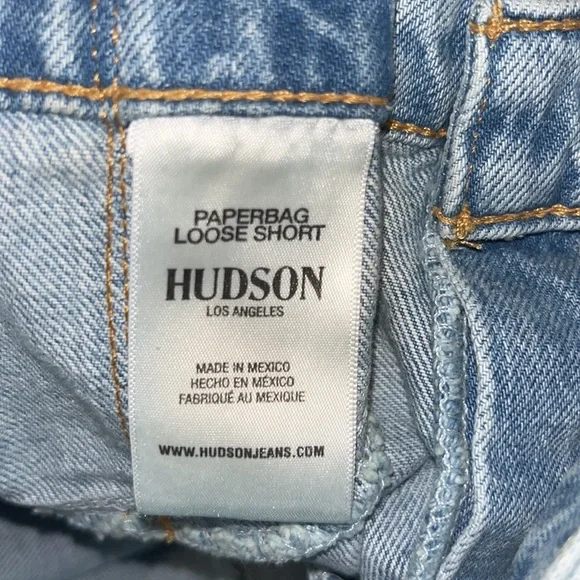 PAPERBAG
LOOSE SHORT
HUDSON
LOS ANGELES
MADE IN MEXICO
HECHO EN MÉXICO
FABRIQUÉ AU MEXIQUE
WWW.HUDSONJEANS.COM